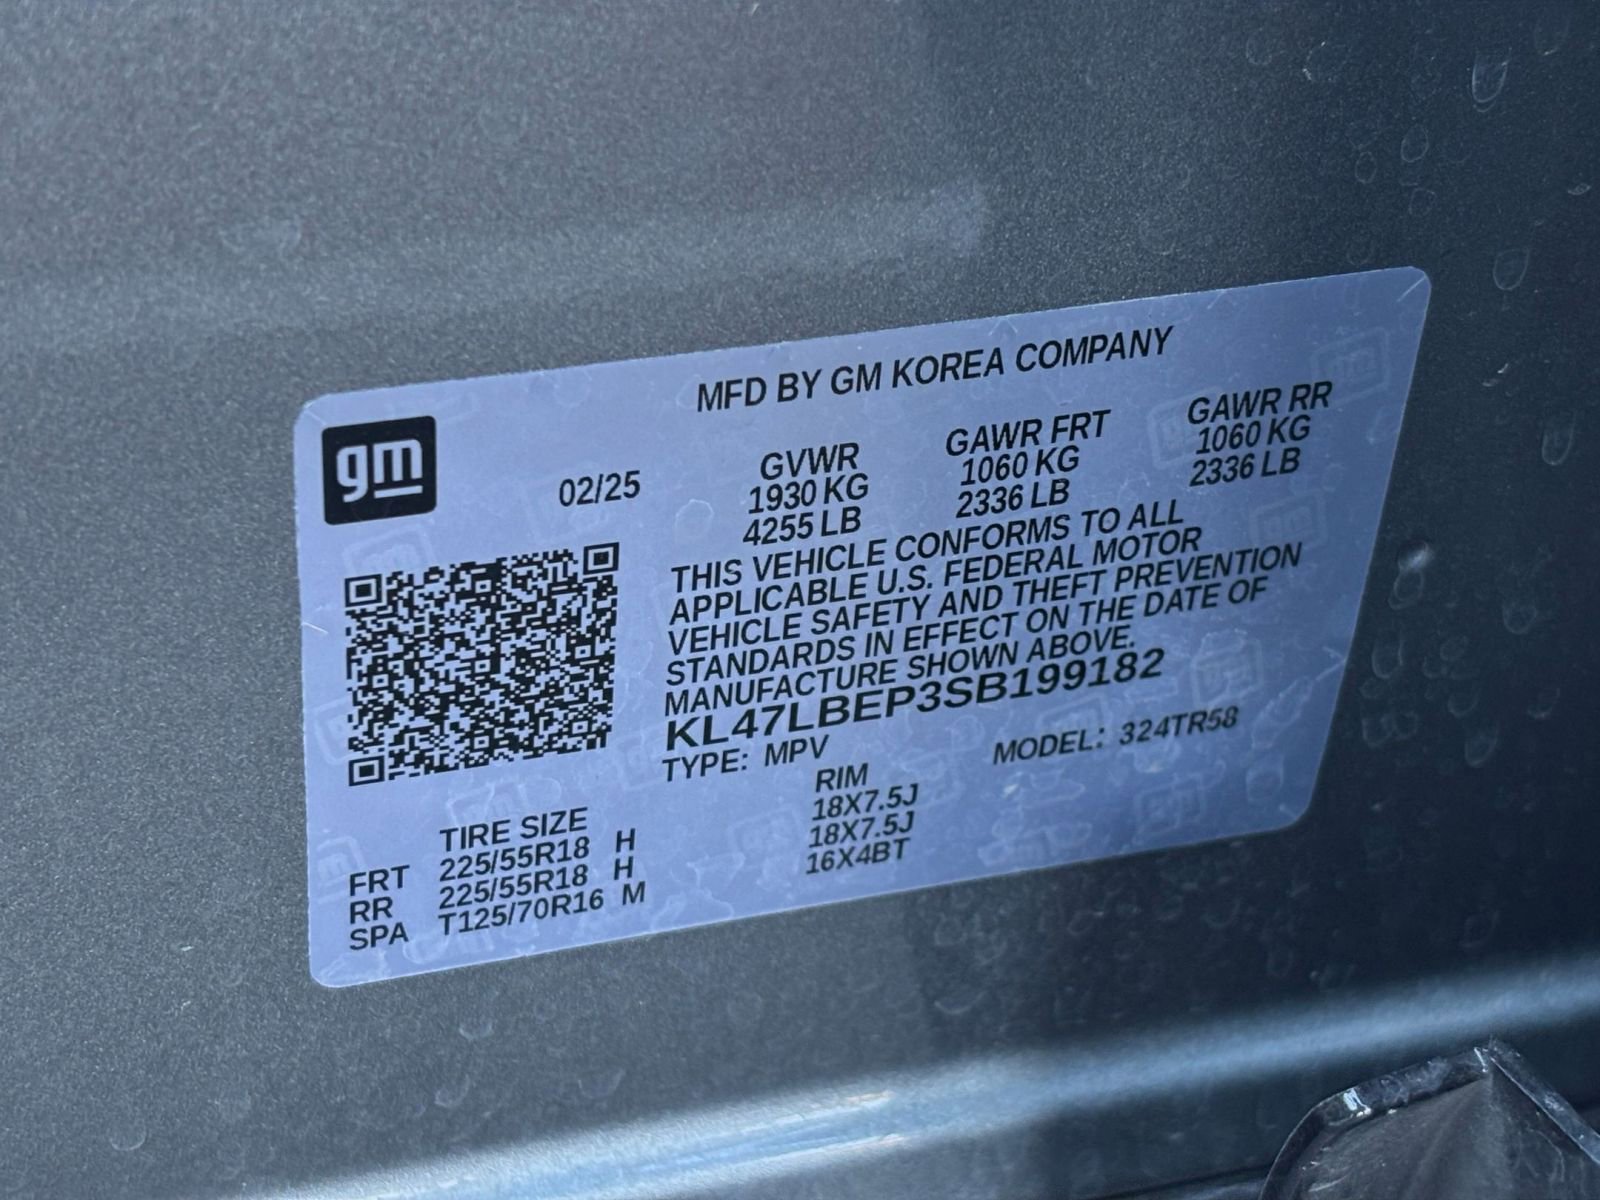 gm
MFD BY GM KOREA COMPANY
02/25
GVWR GAWR FRT GAWR RR
1930 KG 1060 KG 1060 KG
4255 LB 2336 LB 2336 LB
THIS VEHICLE CONFORMS TO ALL
APPLICABLE U.S. FEDERAL MOTOR
VEHICLE SAFETY AND THEFT PREVENTION
STANDARDS IN EFFECT ON THE DATE OF
MANUFACTURE SHOWN ABOVE.
KL47LBEP3SB199182
TYPE: MPV MODEL: 324TR58
TIRE SIZE RIM
FRT 225/55R18 H 18X7.5J
RR 225/55R18 H 18X7.5J
SPA T125/70R16 M 16X4BT